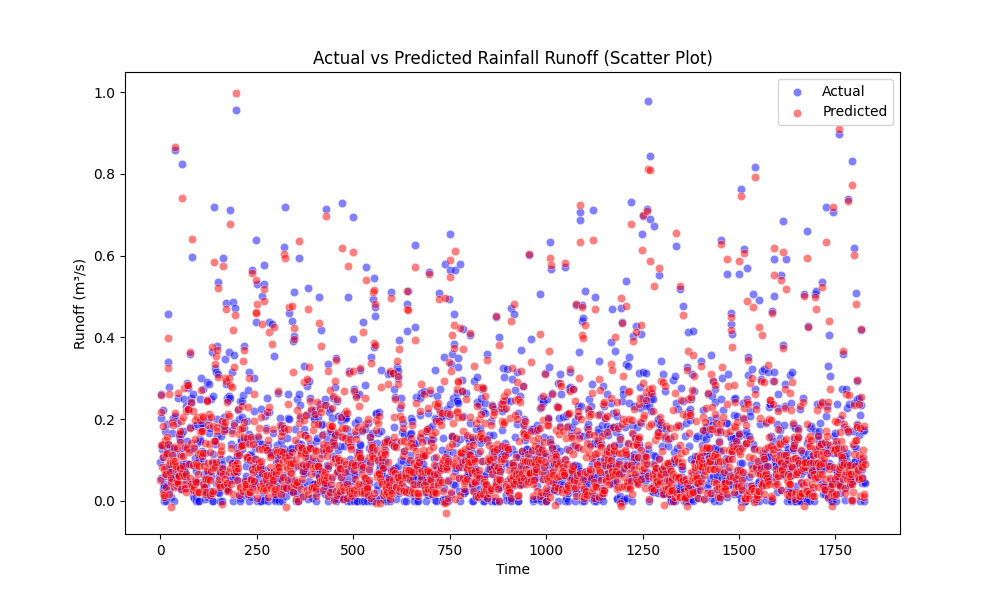 Actual vs Predicted Rainfall Runoff (Scatter Plot)
Actual
Predicted
Runoff (m³/s)
1.0
0.8
0.6
0.4
0.2
0.0
0 250 500 750 1000 1250 1500 1750
Time